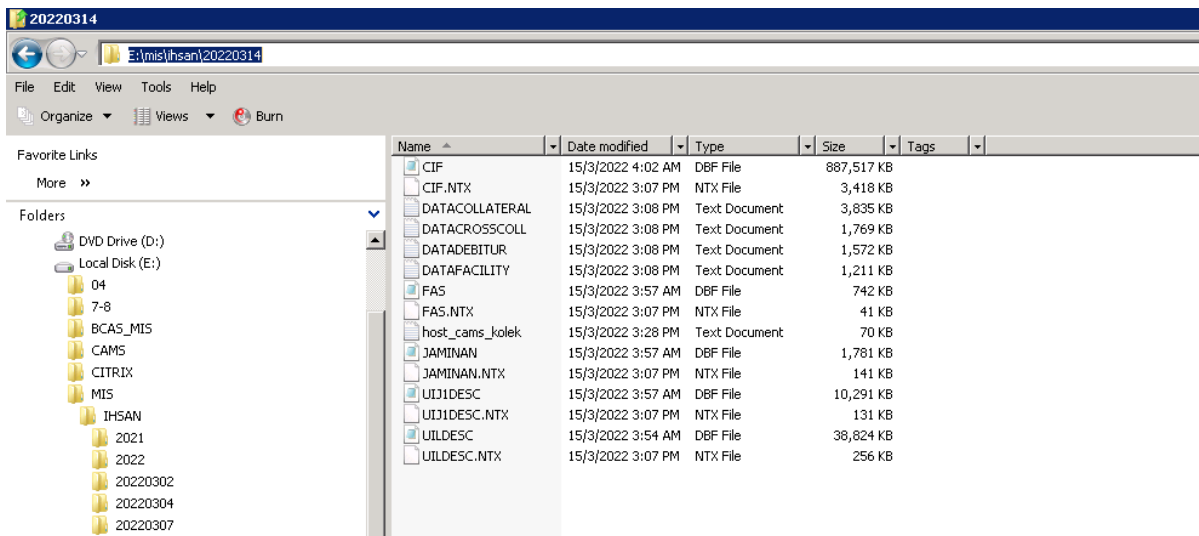 20220314
E:\mis\ihsan\20220314
File Edit View Tools Help
Organize Views Burn
Favorite Links
More »
Folders
DVD Drive (D:)
Local Disk (E:)
04
7-8
BCAS_MIS
CAMS
CITRIX
MIS
IHSAN
2021
2022
20220302
20220304
20220307
Name Date modified Type Size Tags
CIF 15/3/2022 4:02 AM DBF File 887,517 KB
CIF.NTX 15/3/2022 3:07 PM NTX File 3,418 KB
DATACOLLATERAL 15/3/2022 3:08 PM Text Document 3,835 KB
DATACROSSCOLL 15/3/2022 3:08 PM Text Document 1,769 KB
DATADEBITUR 15/3/2022 3:08 PM Text Document 1,572 KB
DATAFACILITY 15/3/2022 3:08 PM Text Document 1,211 KB
FAS 15/3/2022 3:57 AM DBF File 742 KB
FAS.NTX 15/3/2022 3:07 PM NTX File 41 KB
host_cams_kolek 15/3/2022 3:28 PM Text Document 70 KB
JAMINAN 15/3/2022 3:57 AM DBF File 1,781 KB
JAMINAN.NTX 15/3/2022 3:07 PM NTX File 141 KB
UIJ1DESC 15/3/2022 3:57 AM DBF File 10,291 KB
UIJ1DESC.NTX 15/3/2022 3:07 PM NTX File 131 KB
UILDESC 15/3/2022 3:54 AM DBF File 38,824 KB
UILDESC.NTX 15/3/2022 3:07 PM NTX File 256 KB